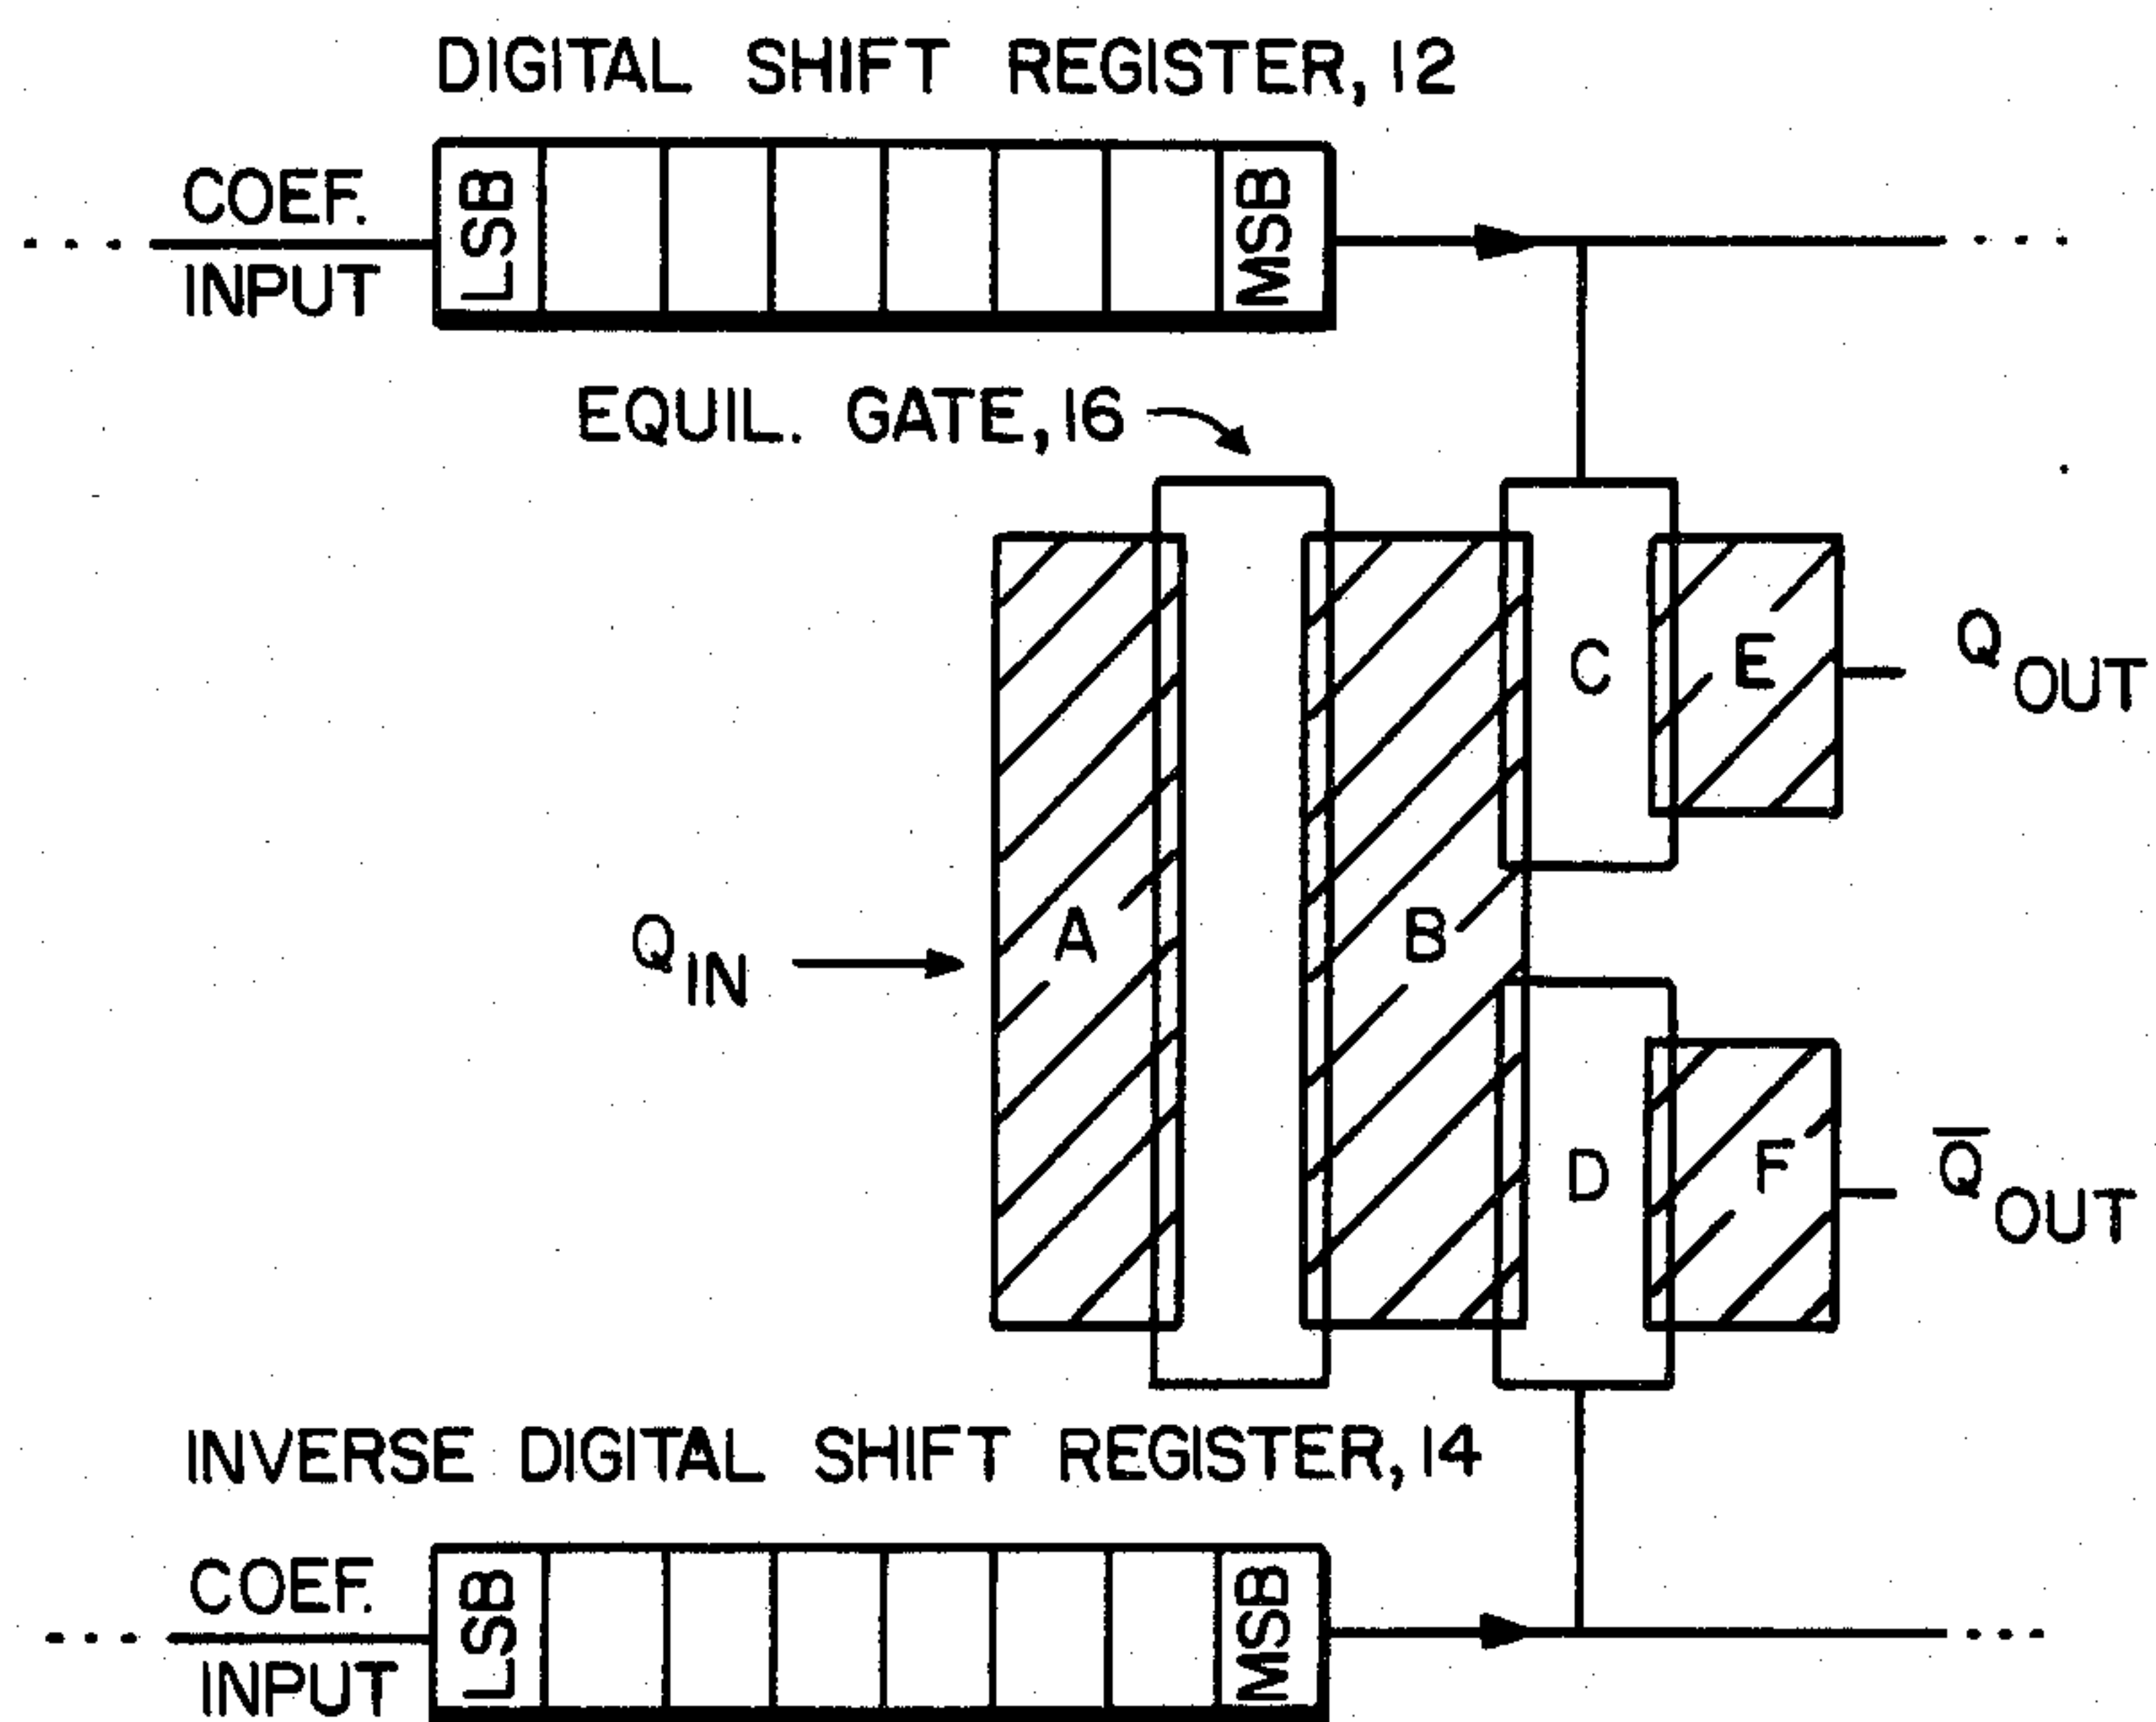 DIGITAL SHIFT REGISTER, 12
COEF.
INPUT
LSB
MSB
EQUIL. GATE, 16
Q IN
A
B
C
E
Q OUT
D
F
Q̅ OUT
INVERSE DIGITAL SHIFT REGISTER, 14
COEF.
INPUT
LSB
MSB